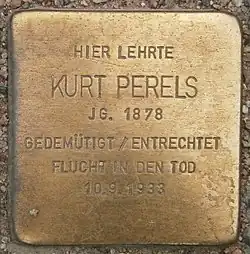 HIER LEHRTE
KURT PERELS
JG. 1878
GEDEMÜTIGT / ENTRECHTET
FLUCHT IN DEN TOD
10.9.1933